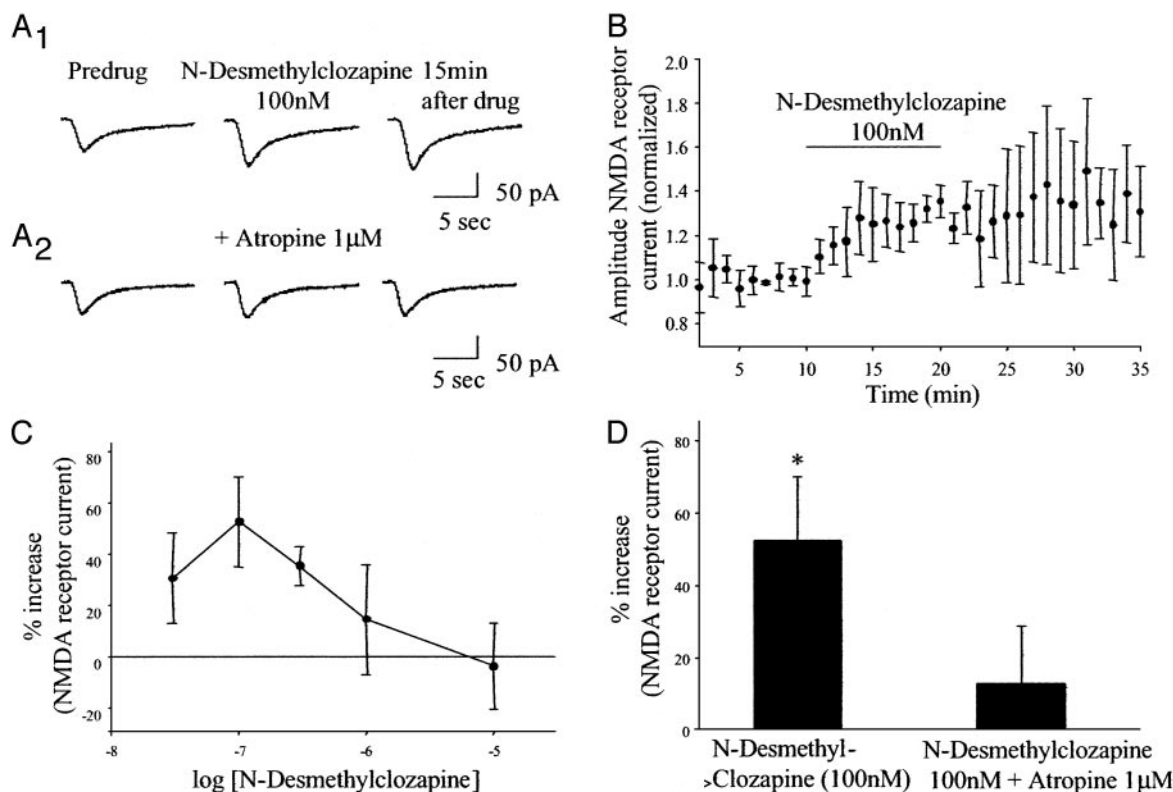 A1
Predrug
N-Desmethylclozapine
100nM
15min
after drug
50 pA
5 sec
A2
+ Atropine 1µM
50 pA
5 sec
B
Amplitude NMDA receptor
current (normalized)
2.0
1.8
1.6
1.4
1.2
1.0
0.8
N-Desmethylclozapine
100nM
5 10 15 20 25 30 35
Time (min)
C
% increase
(NMDA receptor current)
80
60
40
20
0
-20
-8 -7 -6 -5
log [N-Desmethylclozapine]
D
% increase
(NMDA receptor current)
80
60
40
20
0
*
N-Desmethyl-
>Clozapine (100nM)
N-Desmethylclozapine
100nM + Atropine 1µM